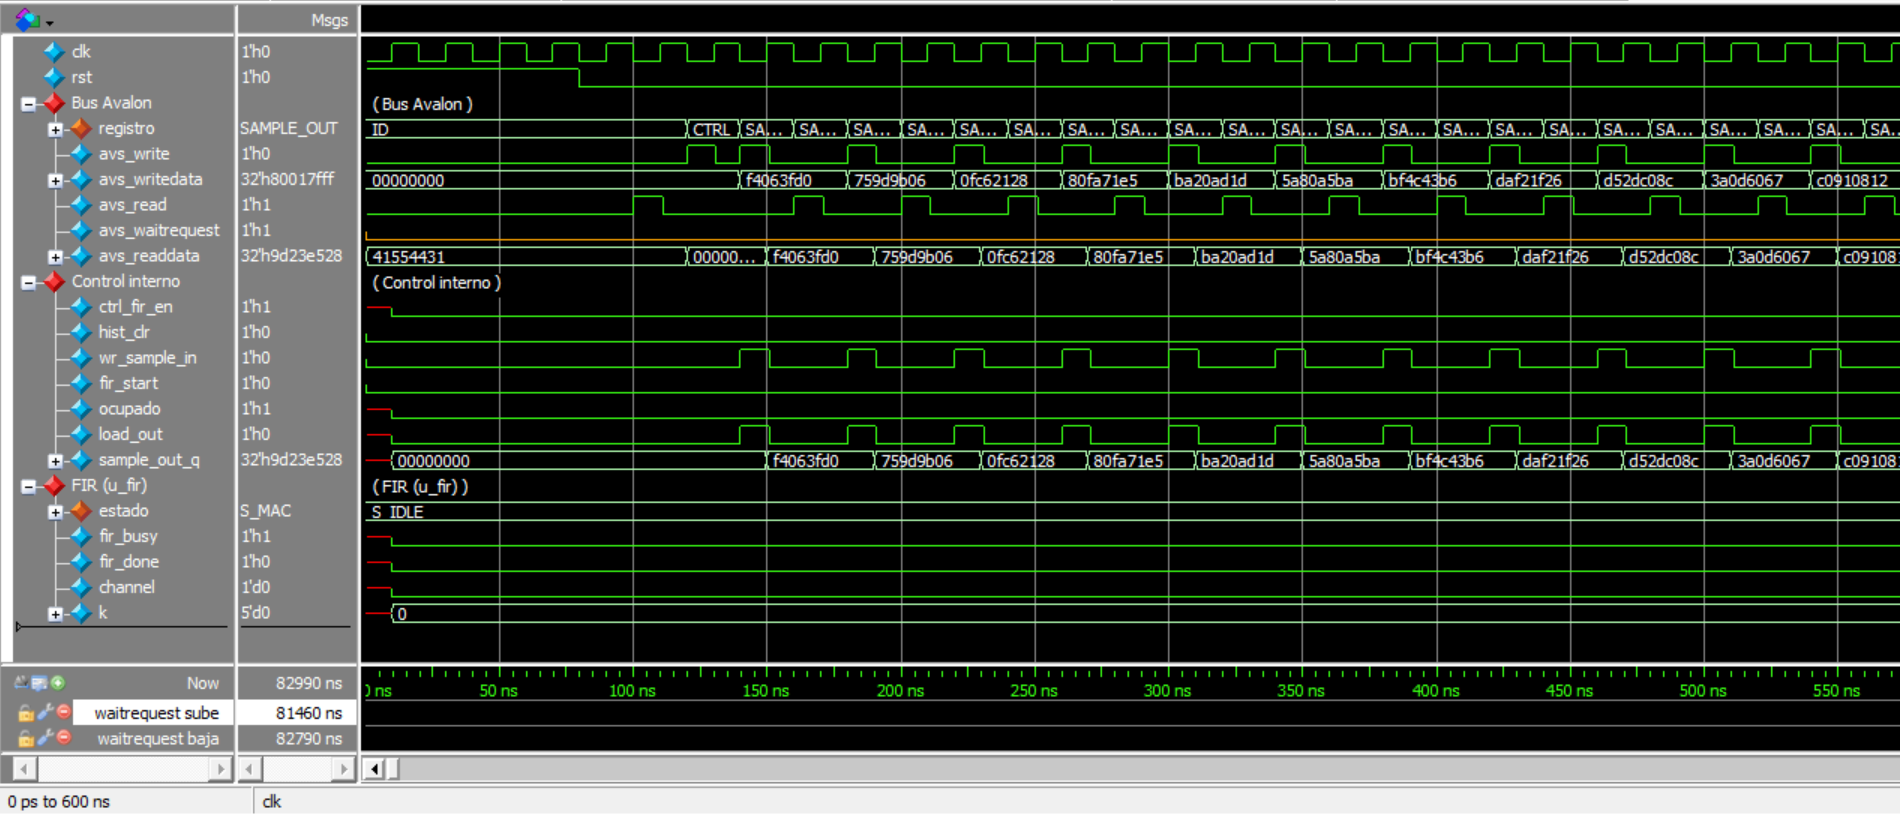 Msgs
clk 1'h0
rst 1'h0
Bus Avalon (Bus Avalon)
registro SAMPLE_OUT ID CTRL SA... SA... SA... SA... SA... SA... SA... SA... SA... SA... SA... SA... SA... SA... SA... SA... SA... SA... SA... SA... SA... SA...
avs_write 1'h0
avs_writedata 32'h80017fff 00000000 f4063fd0 759d9b06 0fc62128 80fa71e5 ba20ad1d 5a80a5ba bf4c43b6 daf21f26 d52dc08c 3a0d6067 c0910812
avs_read 1'h1
avs_waitrequest 1'h1
avs_readdata 32'h9d23e528 41554431 00000... f4063fd0 759d9b06 0fc62128 80fa71e5 ba20ad1d 5a80a5ba bf4c43b6 daf21f26 d52dc08c 3a0d6067 c09108
Control interno (Control interno)
ctrl_fir_en 1'h1
hist_clr 1'h0
wr_sample_in 1'h0
fir_start 1'h0
ocupado 1'h1
load_out 1'h0
sample_out_q 32'h9d23e528 00000000 f4063fd0 759d9b06 0fc62128 80fa71e5 ba20ad1d 5a80a5ba bf4c43b6 daf21f26 d52dc08c 3a0d6067 c09108
FIR (u_fir) (FIR (u_fir))
estado S_MAC S_IDLE
fir_busy 1'h1
fir_done 1'h0
channel 1'd0
k 5'd0 0
Now 82990 ns 0 ns 50 ns 100 ns 150 ns 200 ns 250 ns 300 ns 350 ns 400 ns 450 ns 500 ns 550 ns
waitrequest sube 81460 ns
waitrequest baja 82790 ns
0 ps to 600 ns clk